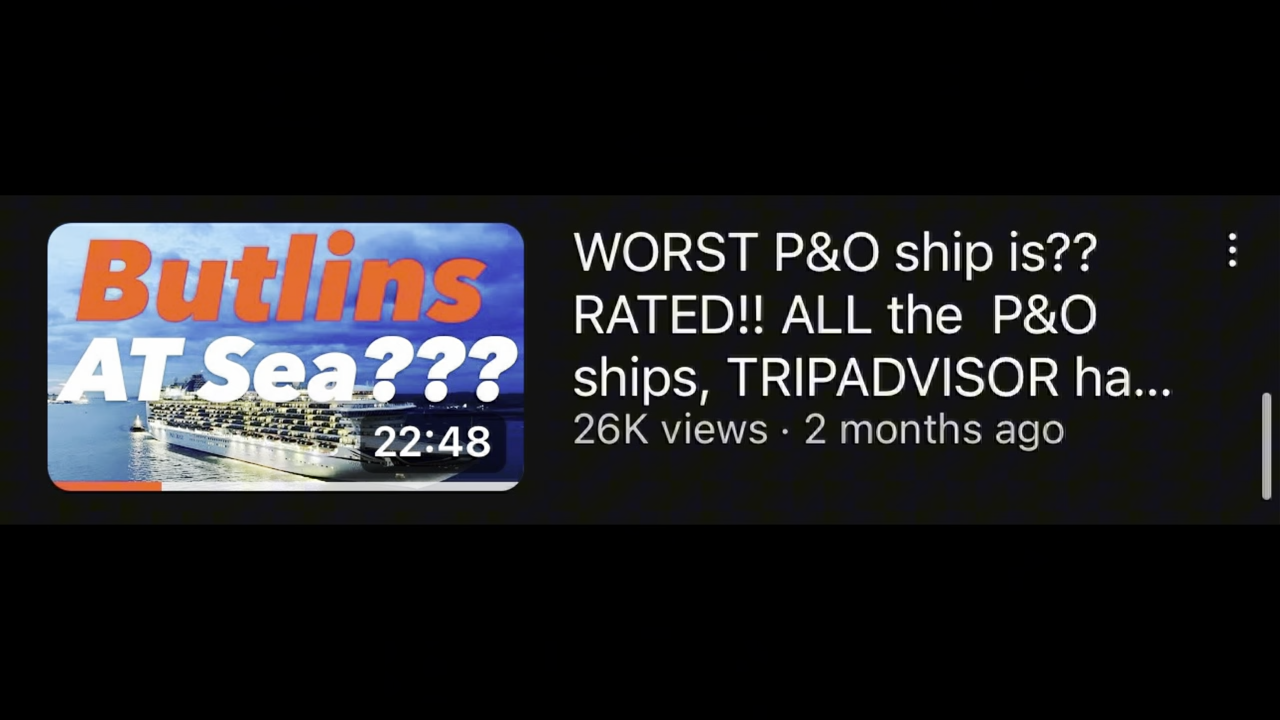 Butlins
AT Sea???
22:48
WORST P&O ship is??
RATED!! ALL the  P&O
ships, TRIPADVISOR ha...
26K views · 2 months ago